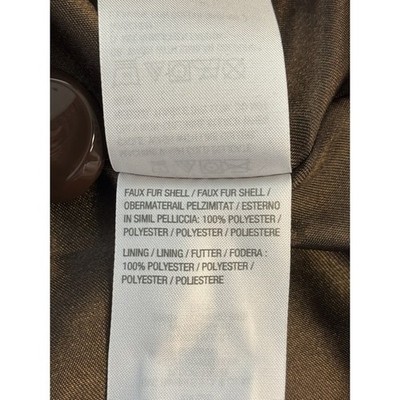 FAUX FUR SHELL / FAUX FUR SHELL /
OBERMATERAIL PELZIMITAT / ESTERNO
IN SIMIL PELLICCIA: 100% POLYESTER /
POLYESTER / POLYESTER / POLIESTERE
LINING / LINING / FUTTER / FODERA :
100% POLYESTER / POLYESTER /
POLYESTER / POLIESTERE